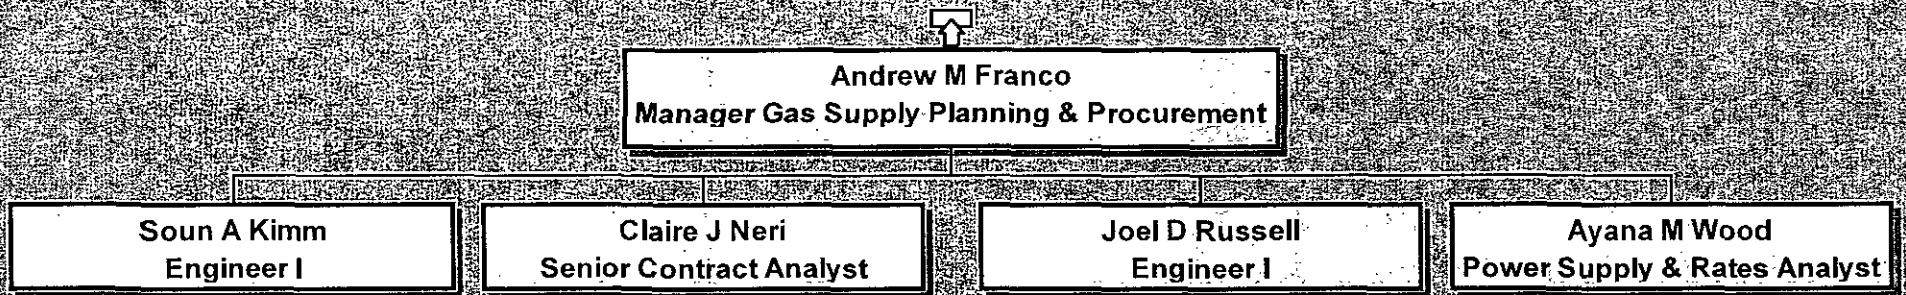 Andrew M Franco
Manager Gas Supply Planning & Procurement
Soun A Kimm
Engineer I
Claire J Neri
Senior Contract Analyst
Joel D Russell
Engineer I
Ayana M Wood
Power Supply & Rates Analyst